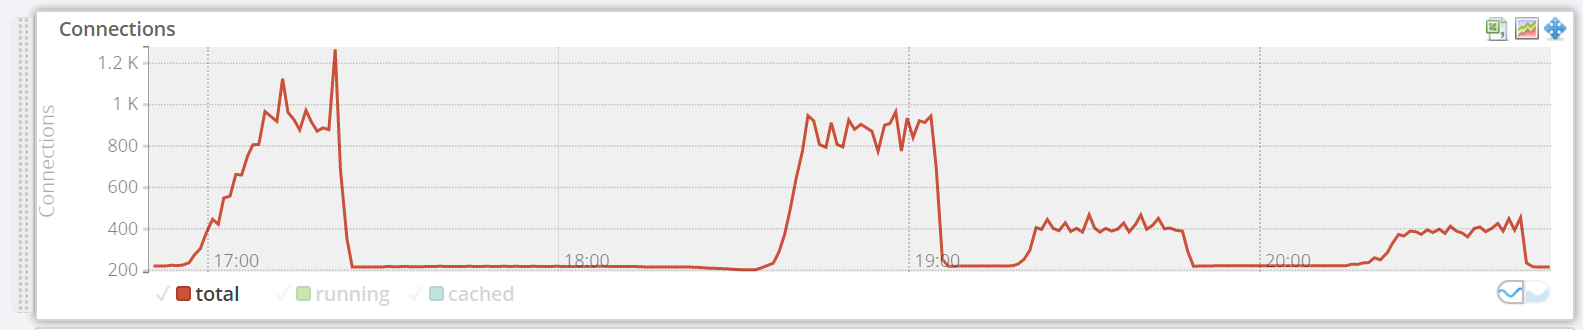 Connections
1.2 K
1 K
800
600
400
200
Connections
17:00 18:00 19:00 20:00
total running cached